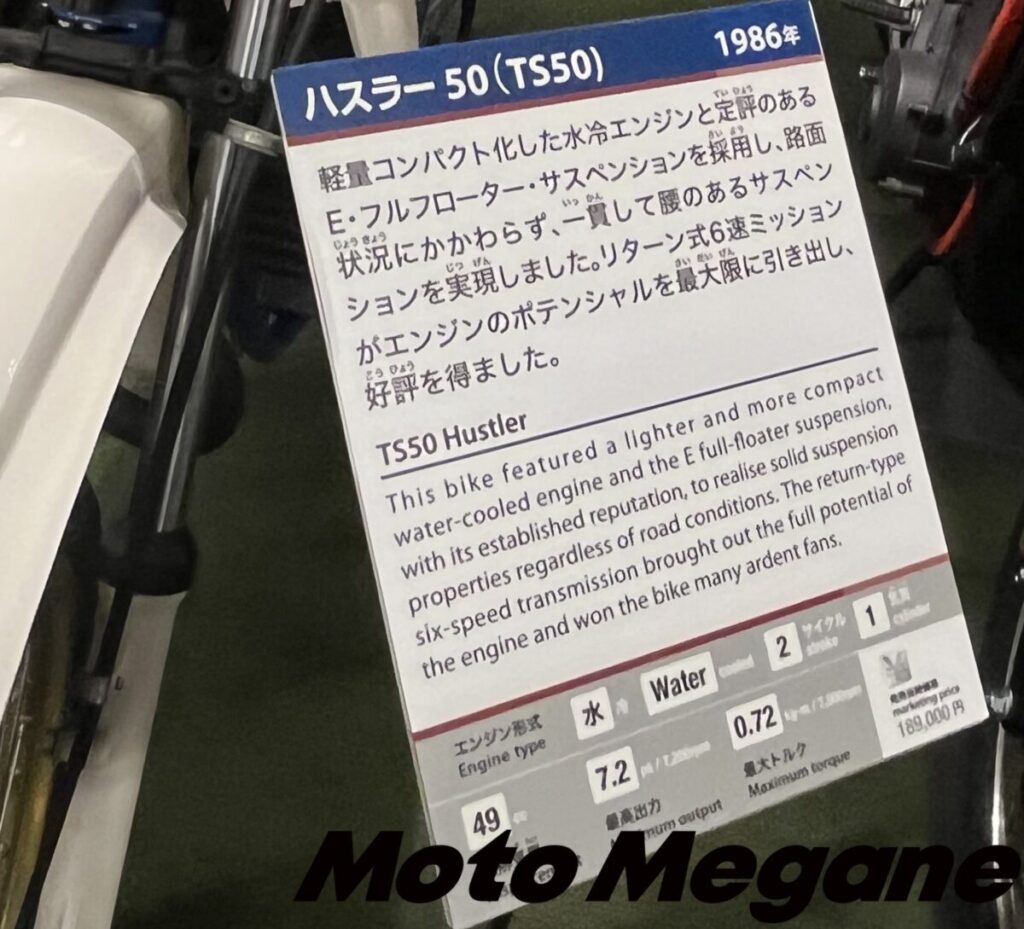 ハスラー 50（TS50） 1986年
軽量コンパクト化した水冷エンジンと定評のある
E・フルフローター・サスペンションを採用し、路面
状況にかかわらず、一貫して腰のあるサスペン
ションを実現しました。リターン式6速ミッション
がエンジンのポテンシャルを最大限に引き出し、
好評を得ました。
TS50 Hustler
This bike featured a lighter and more compact
water-cooled engine and the E full-floater suspension,
with its established reputation, to realise solid suspension
properties regardless of road conditions. The return-type
six-speed transmission brought out the full potential of
the engine and won the bike many ardent fans.
エンジン形式 水 Water 2 サイクル 1
Engine type stroke cylinder
49 7.2 0.72
最高出力 最大トルク
output Maximum torque
marketing price
189,000 円
Moto Megane